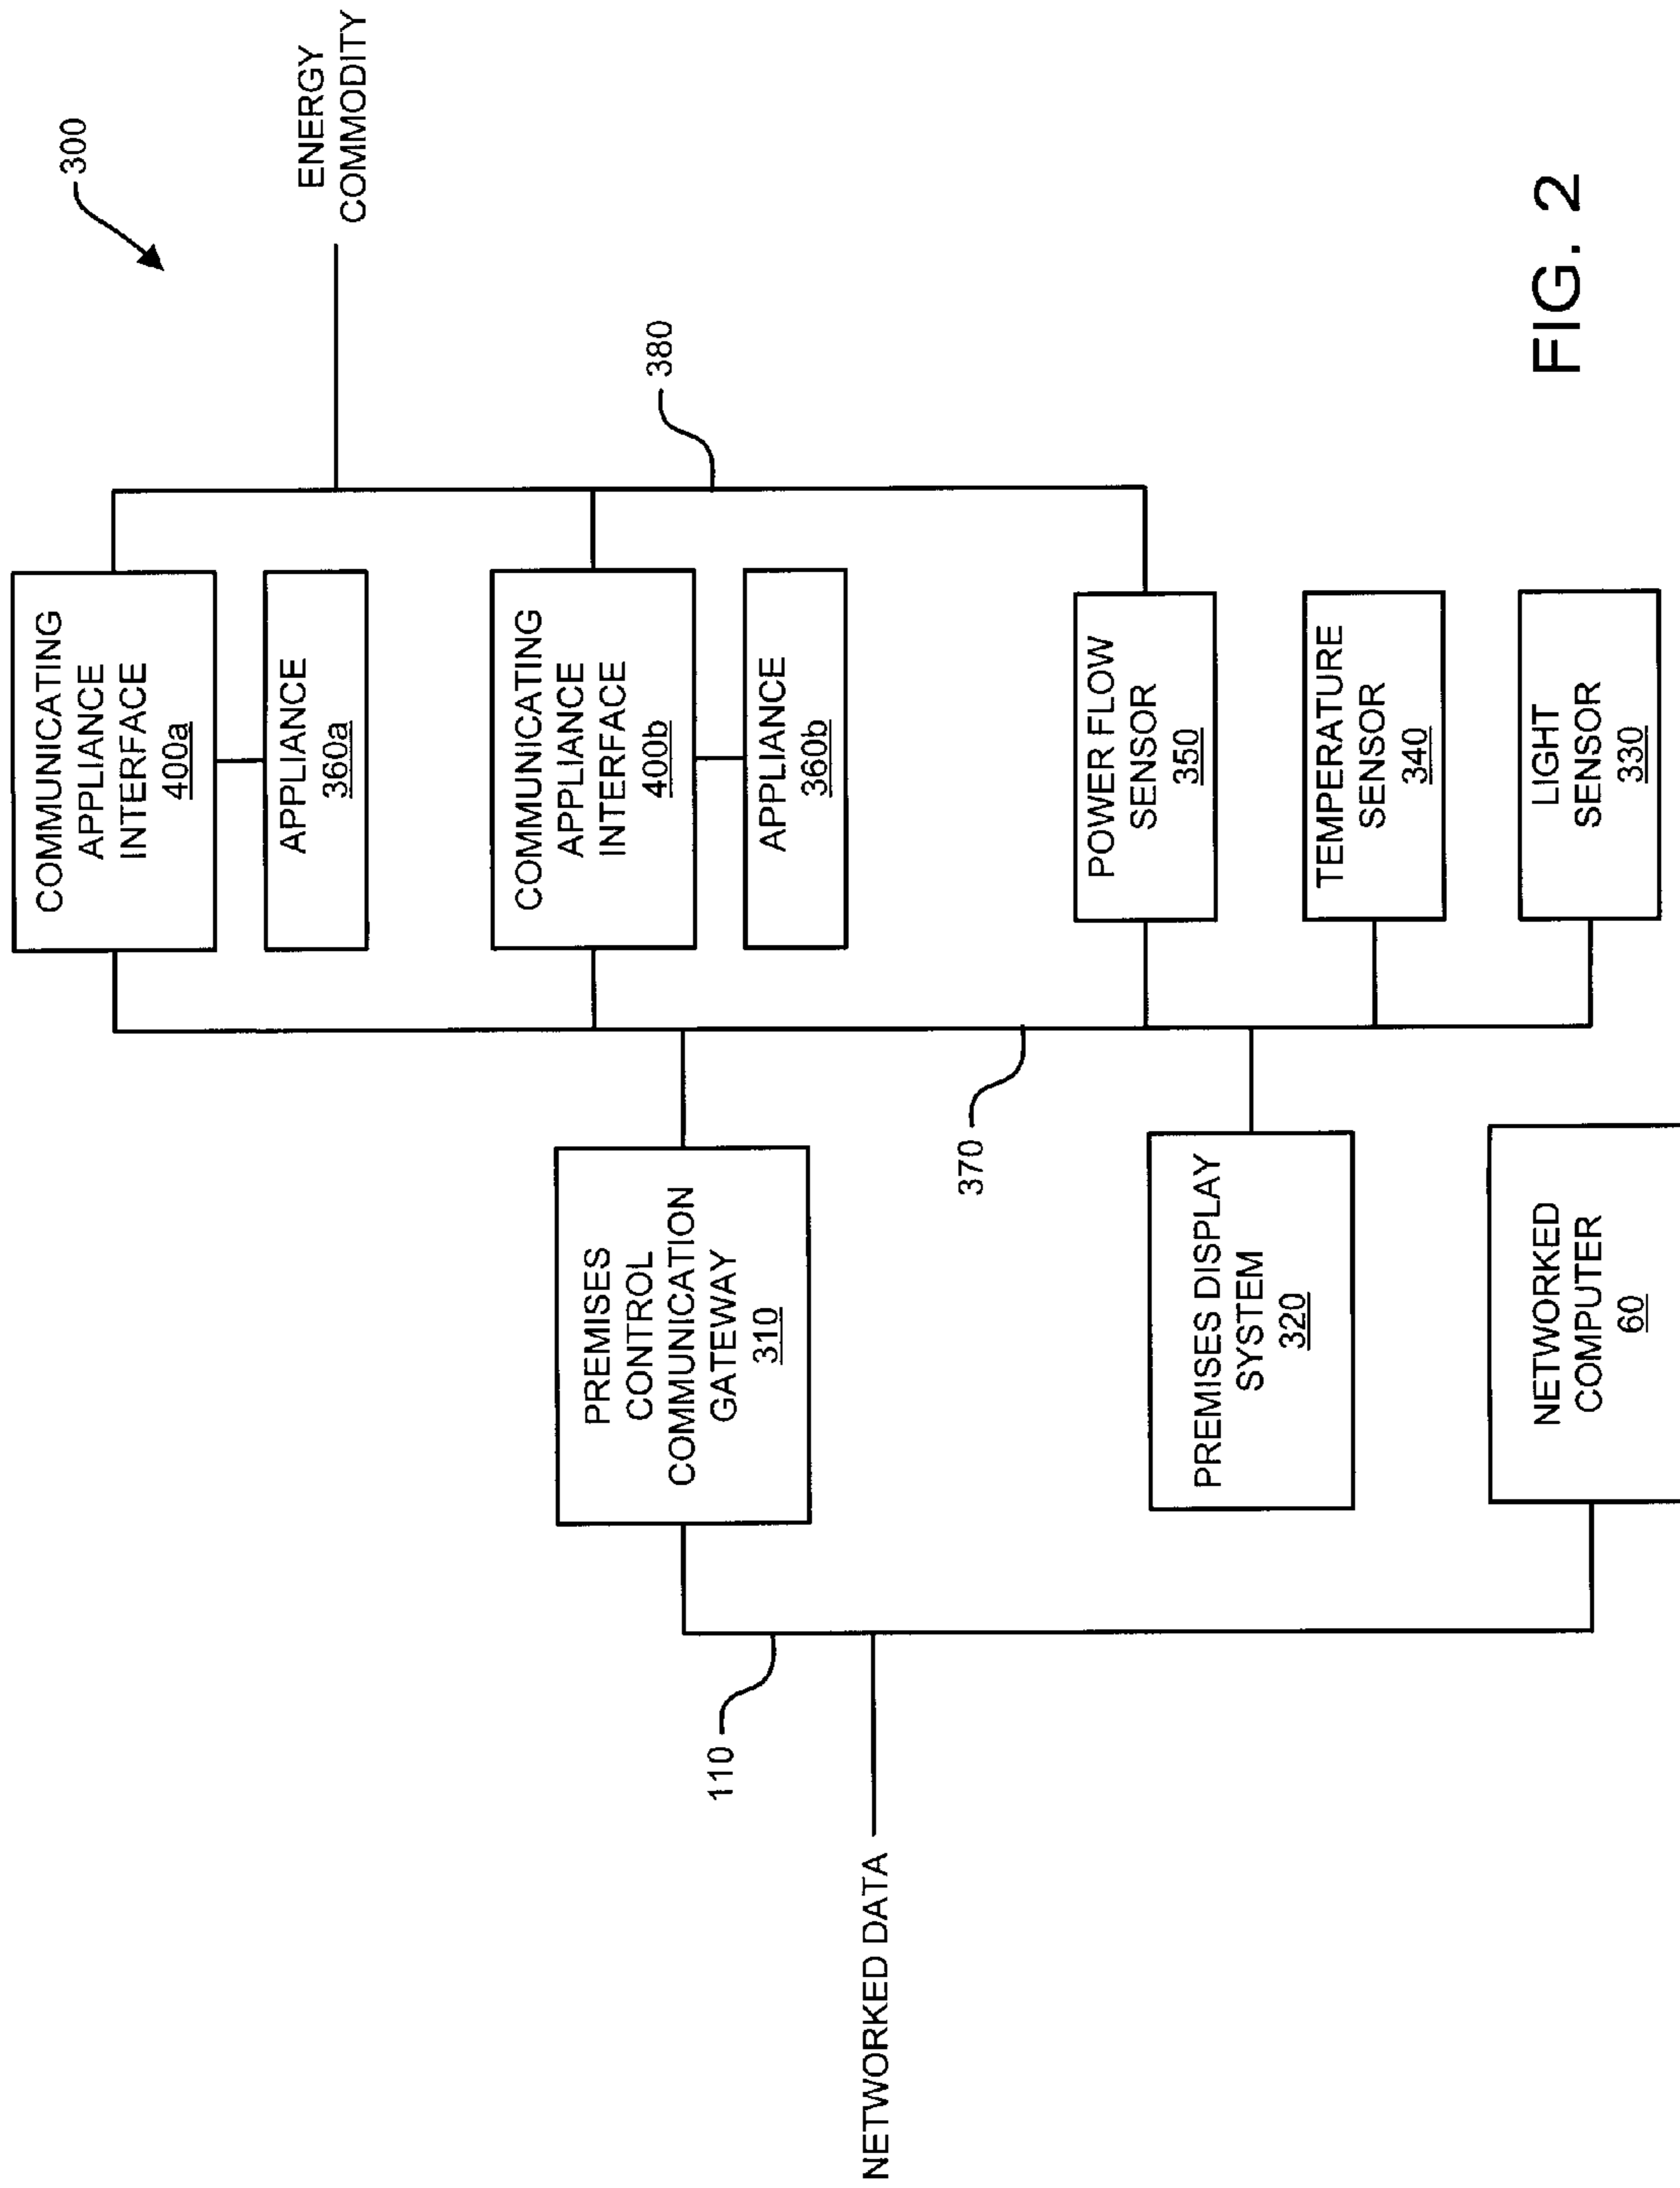 300
ENERGY
COMMODITY
COMMUNICATING
APPLIANCE
INTERFACE
400a
APPLIANCE
360a
COMMUNICATING
APPLIANCE
INTERFACE
400b
APPLIANCE
360b
380
POWER FLOW
SENSOR
350
TEMPERATURE
SENSOR
340
LIGHT
SENSOR
330
370
PREMISES
CONTROL
COMMUNICATION
GATEWAY
310
PREMISES DISPLAY
SYSTEM
320
NETWORKED
COMPUTER
60
110
NETWORKED DATA
FIG. 2